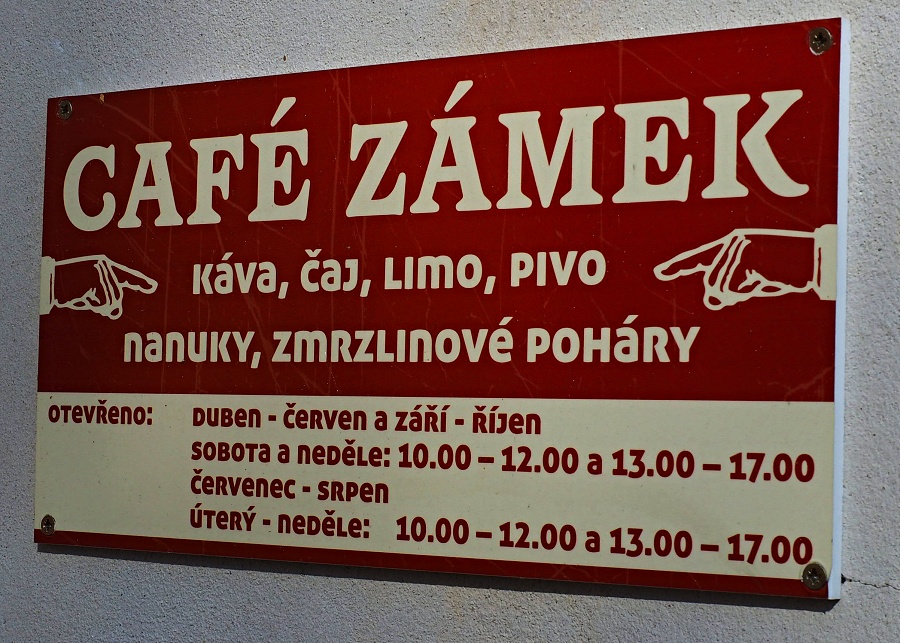 CAFÉ ZÁMEK
KÁVA, ČAJ, LIMO, PIVO
NANUKY, ZMRZLINOVÉ POHÁRY
OTEVŘENO: DUBEN - ČERVEN A ZÁŘÍ - ŘÍJEN
SOBOTA A NEDĚLE: 10.00 – 12.00 A 13.00 – 17.00
ČERVENEC - SRPEN
ÚTERÝ - NEDĚLE: 10.00 – 12.00 A 13.00 – 17.00